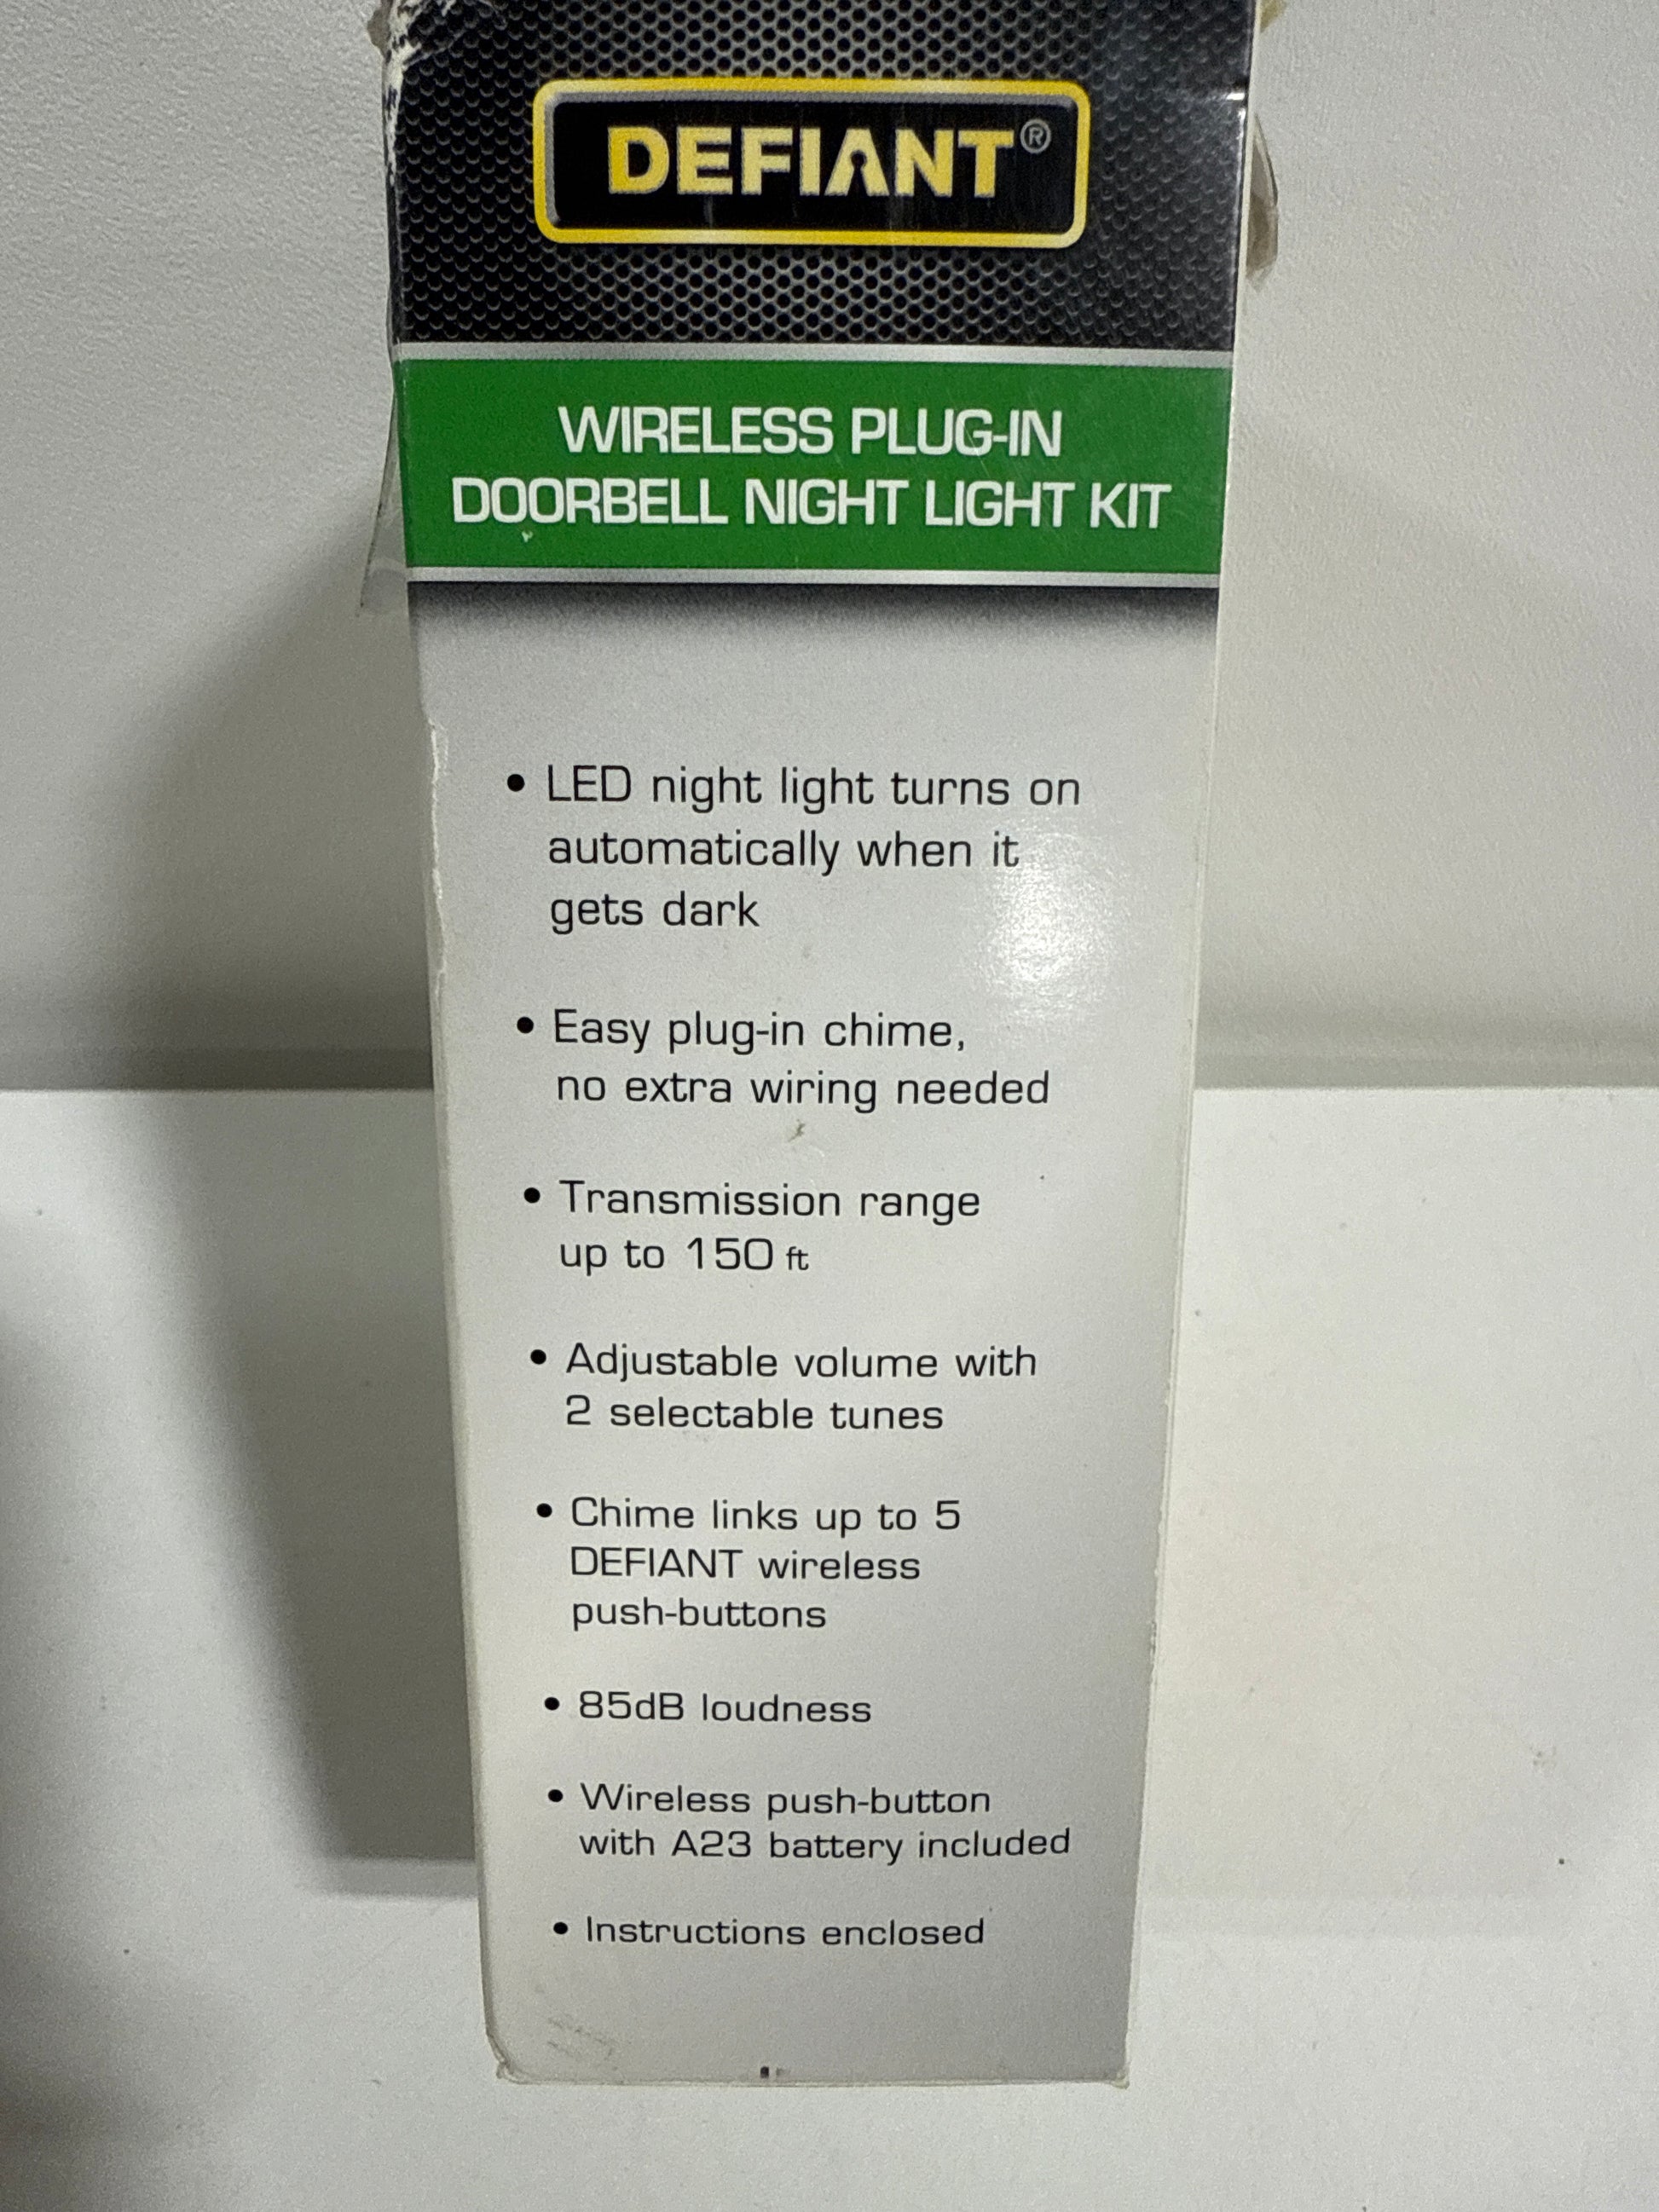 DEFIANT®
WIRELESS PLUG-IN
DOORBELL NIGHT LIGHT KIT
• LED night light turns on
automatically when it
gets dark
• Easy plug-in chime,
no extra wiring needed
• Transmission range
up to 150 ft
• Adjustable volume with
2 selectable tunes
• Chime links up to 5
DEFIANT wireless
push-buttons
• 85dB loudness
• Wireless push-button
with A23 battery included
• Instructions enclosed